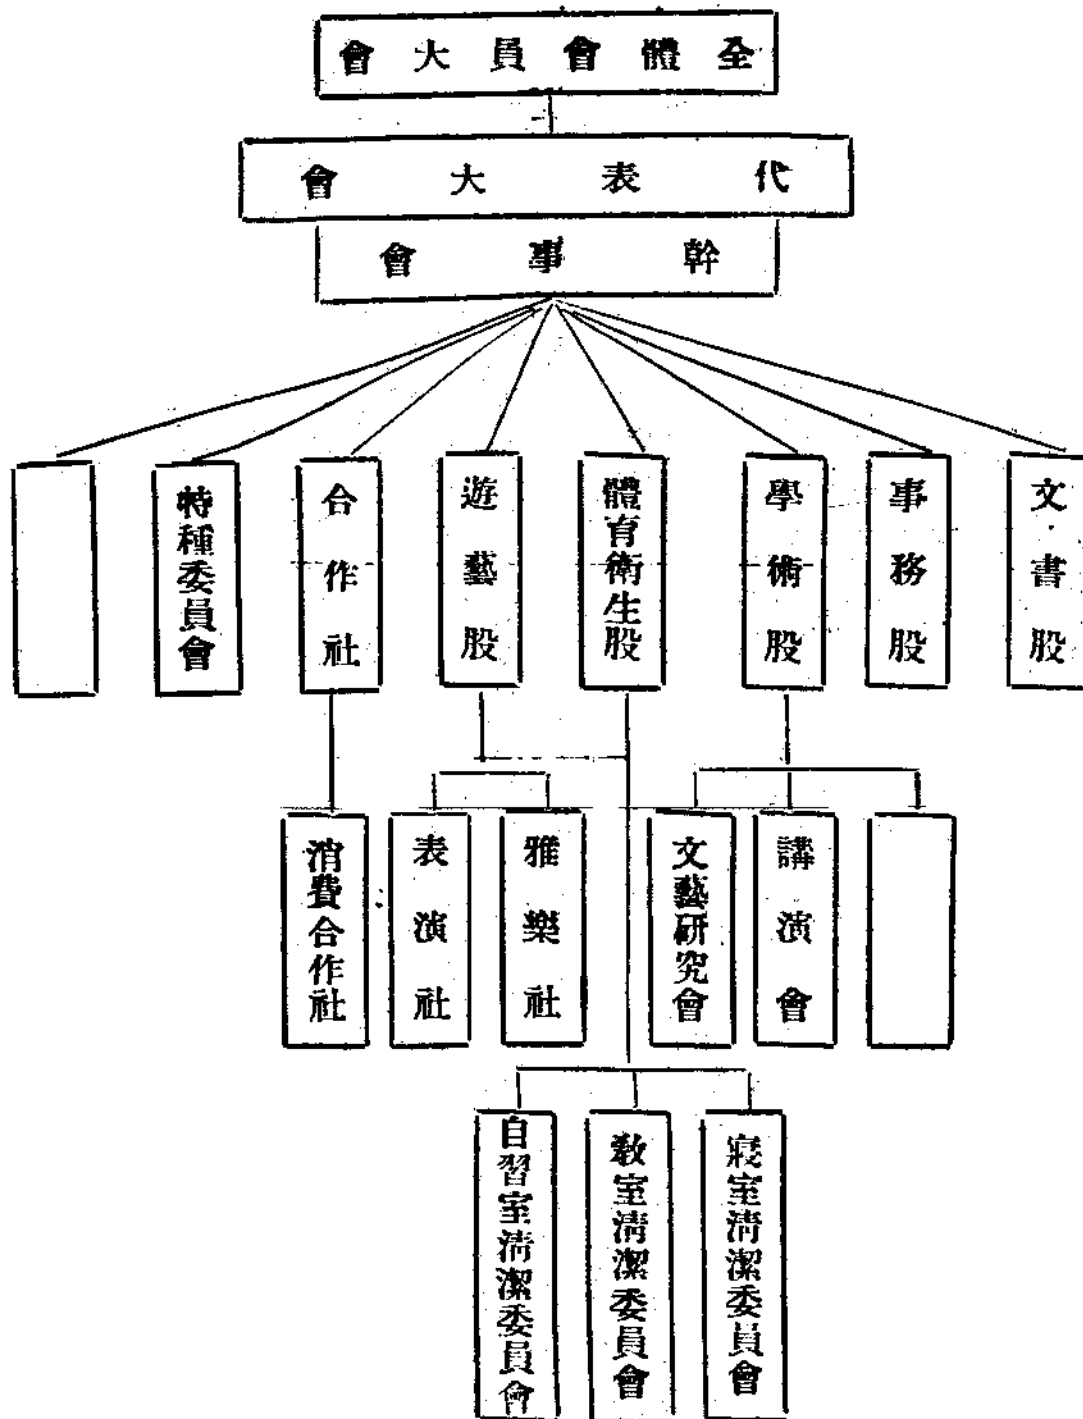 全體會員大會
代表大會
幹事會
文書股
事務股
學術股
體育衛生股
遊藝股
合作社
特種委員會
講演會
文藝研究會
雅樂社
表演社
消費合作社
寢室清潔委員會
教室清潔委員會
自習室清潔委員會